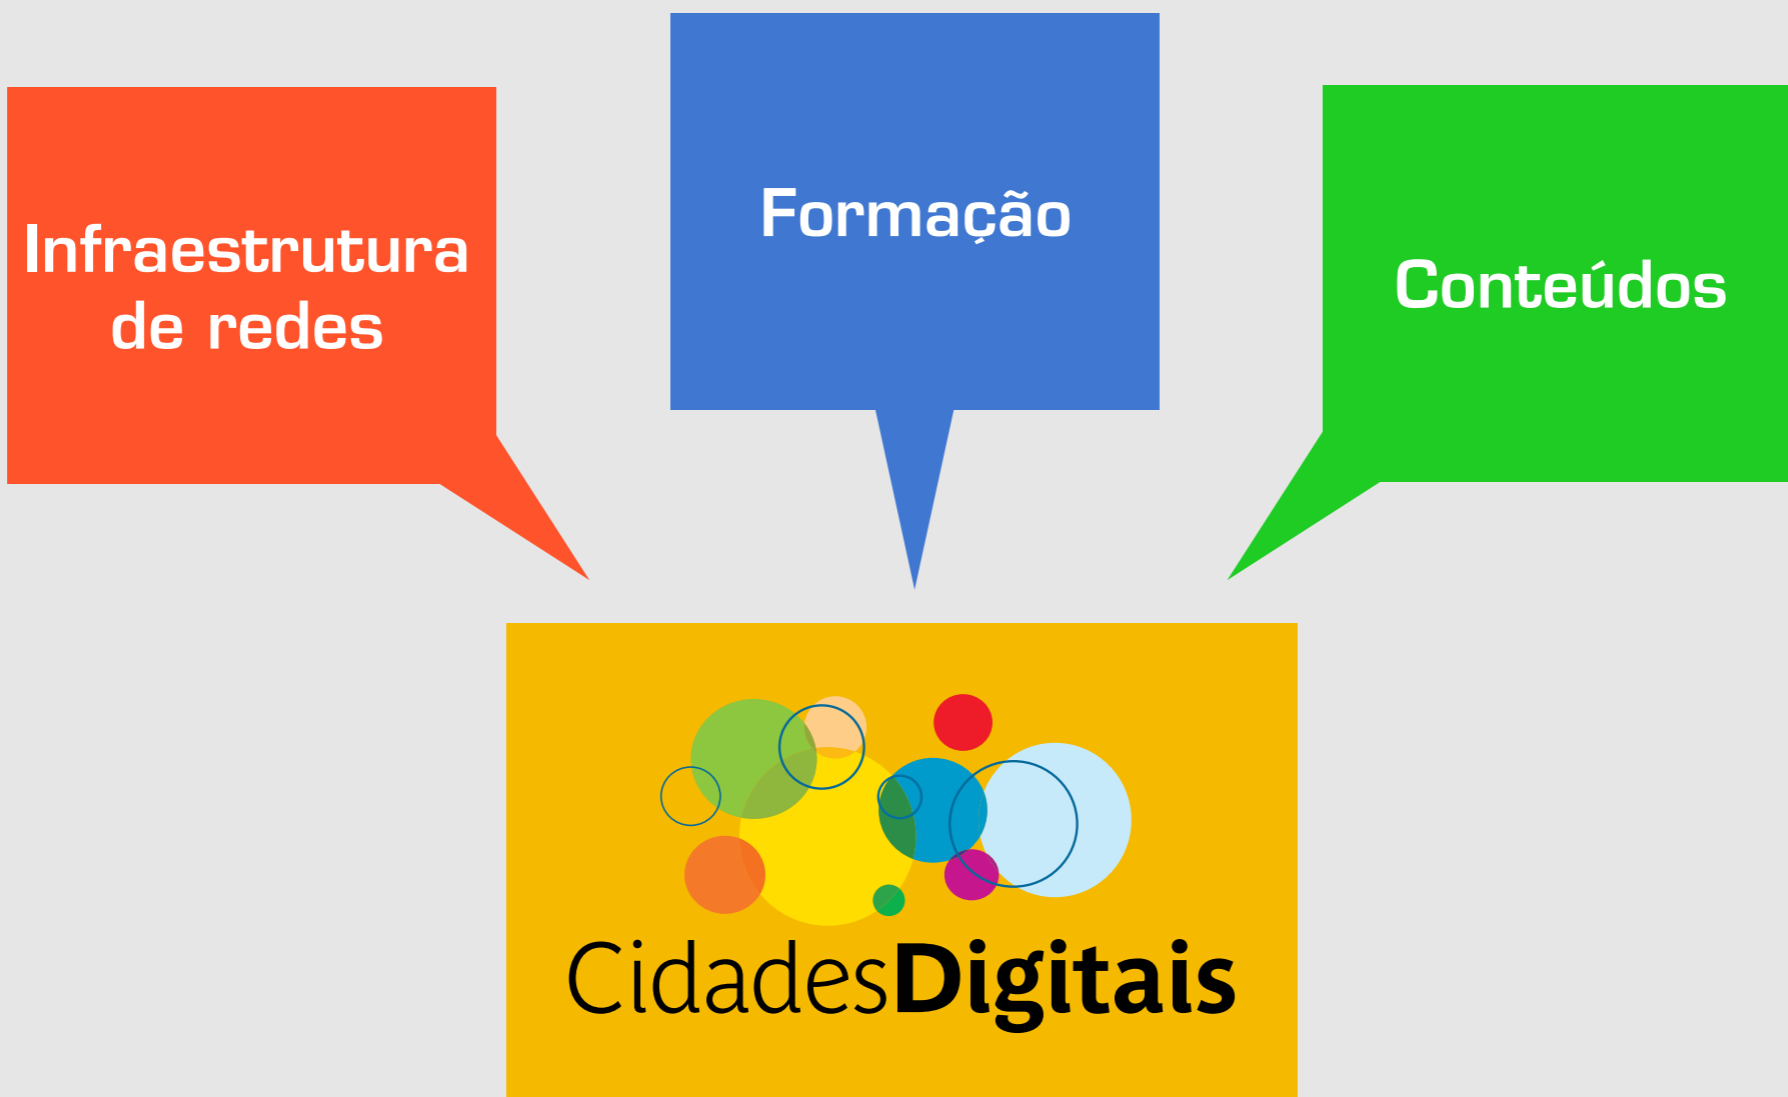 Infraestrutura
de redes
Formação
Conteúdos
CidadesDigitais